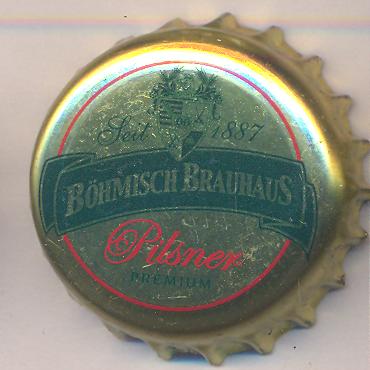 Seit 1887
BÖHMISCH BRAUHAUS
Pilsner
PREMIUM